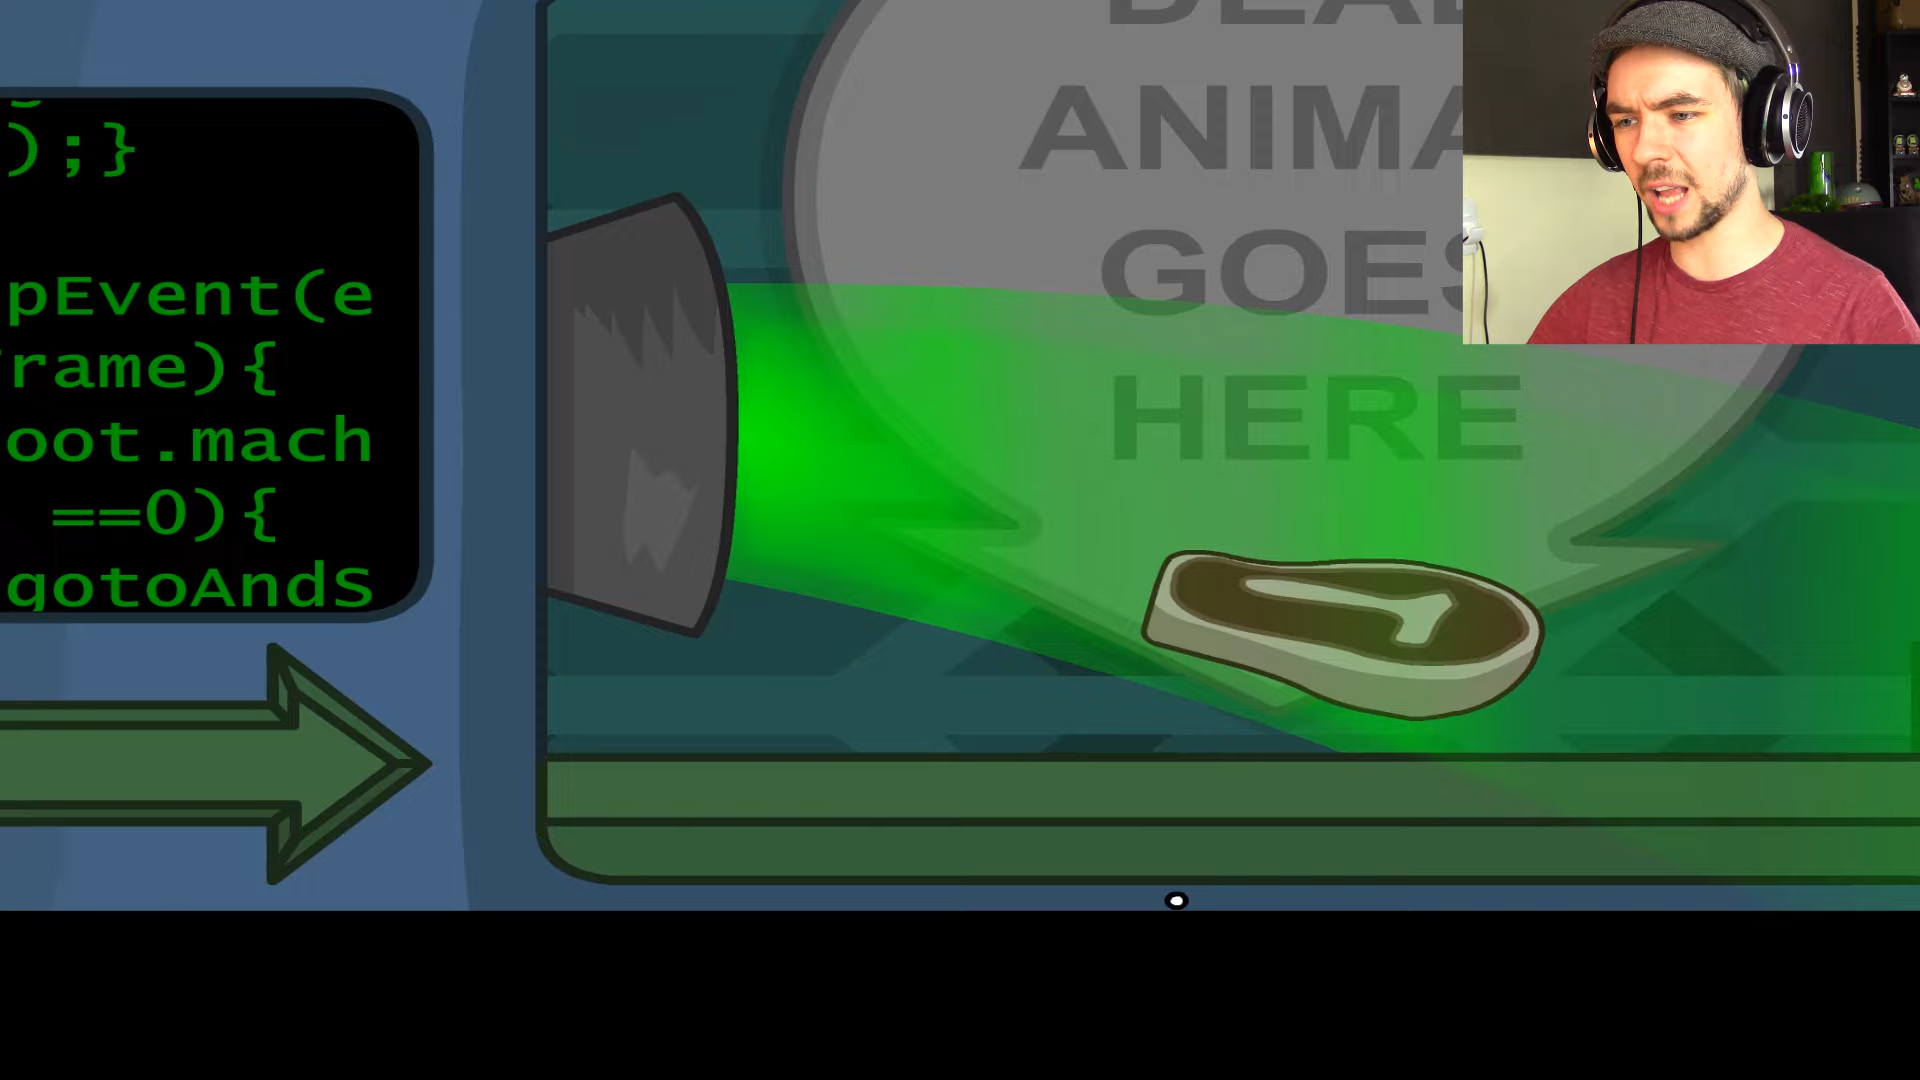 );}
pEvent(e
rame){
oot.mach
==0){
gotoAndS
ANIMA
GOES
HERE